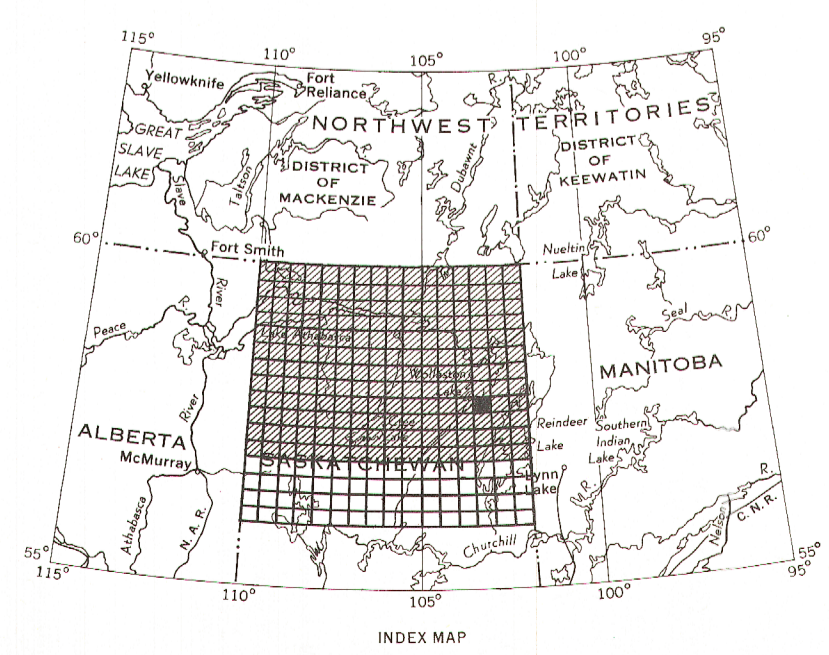 115°
110°
105°
100°
95°
Yellowknife
Fort
Reliance
R.
GREAT
SLAVE
LAKE
NORTHWEST TERRITORIES
R.
DISTRICT
OF
MACKENZIE
DISTRICT
OF
KEEWATIN
Slave
Taltson
Dubawnt
60°
Fort Smith
Nueltin
Lake
60°
River
Peace
R.
Lake Athabasca
Seal R.
Wollaston
Lake
MANITOBA
River
ALBERTA
McMurray
Reindeer
Lake
Southern
Indian
Lake
SASKATCHEWAN
Lynn
Lake
R.
R.
Athabasca
N. A. R.
Churchill
Nelson
C. N. R.
55°
115°
110°
105°
100°
55°
95°
INDEX MAP